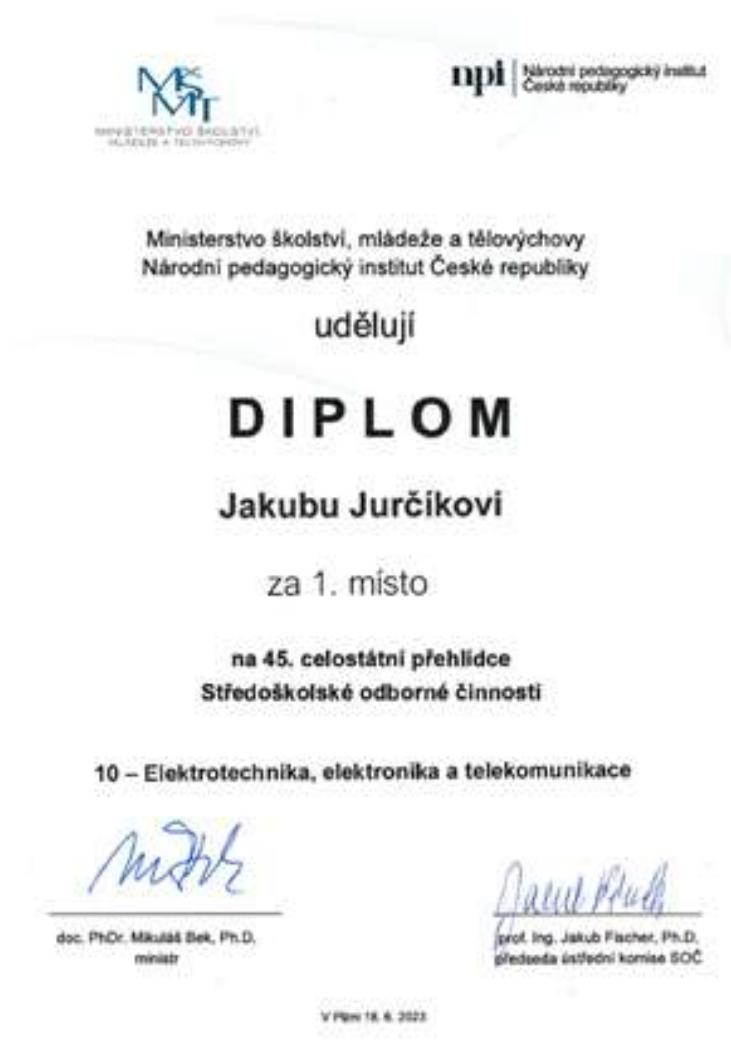 MŠMT
MINISTERSTVO ŠKOLSTVÍ,
MLÁDEŽE A TĚLOVÝCHOVY
npi
Národní pedagogický institut
České republiky
Ministerstvo školství, mládeže a tělovýchovy
Národní pedagogický institut České republiky
udělují
DIPLOM
Jakubu Jurčíkovi
za 1. místo
na 45. celostátní přehlídce
Středoškolské odborné činnosti
10 – Elektrotechnika, elektronika a telekomunikace
doc. PhDr. Mikuláš Bek, Ph.D.
ministr
prof. Ing. Jakub Fischer, Ph.D.
předseda ústřední komise SOČ
V Plzni 18. 6. 2023